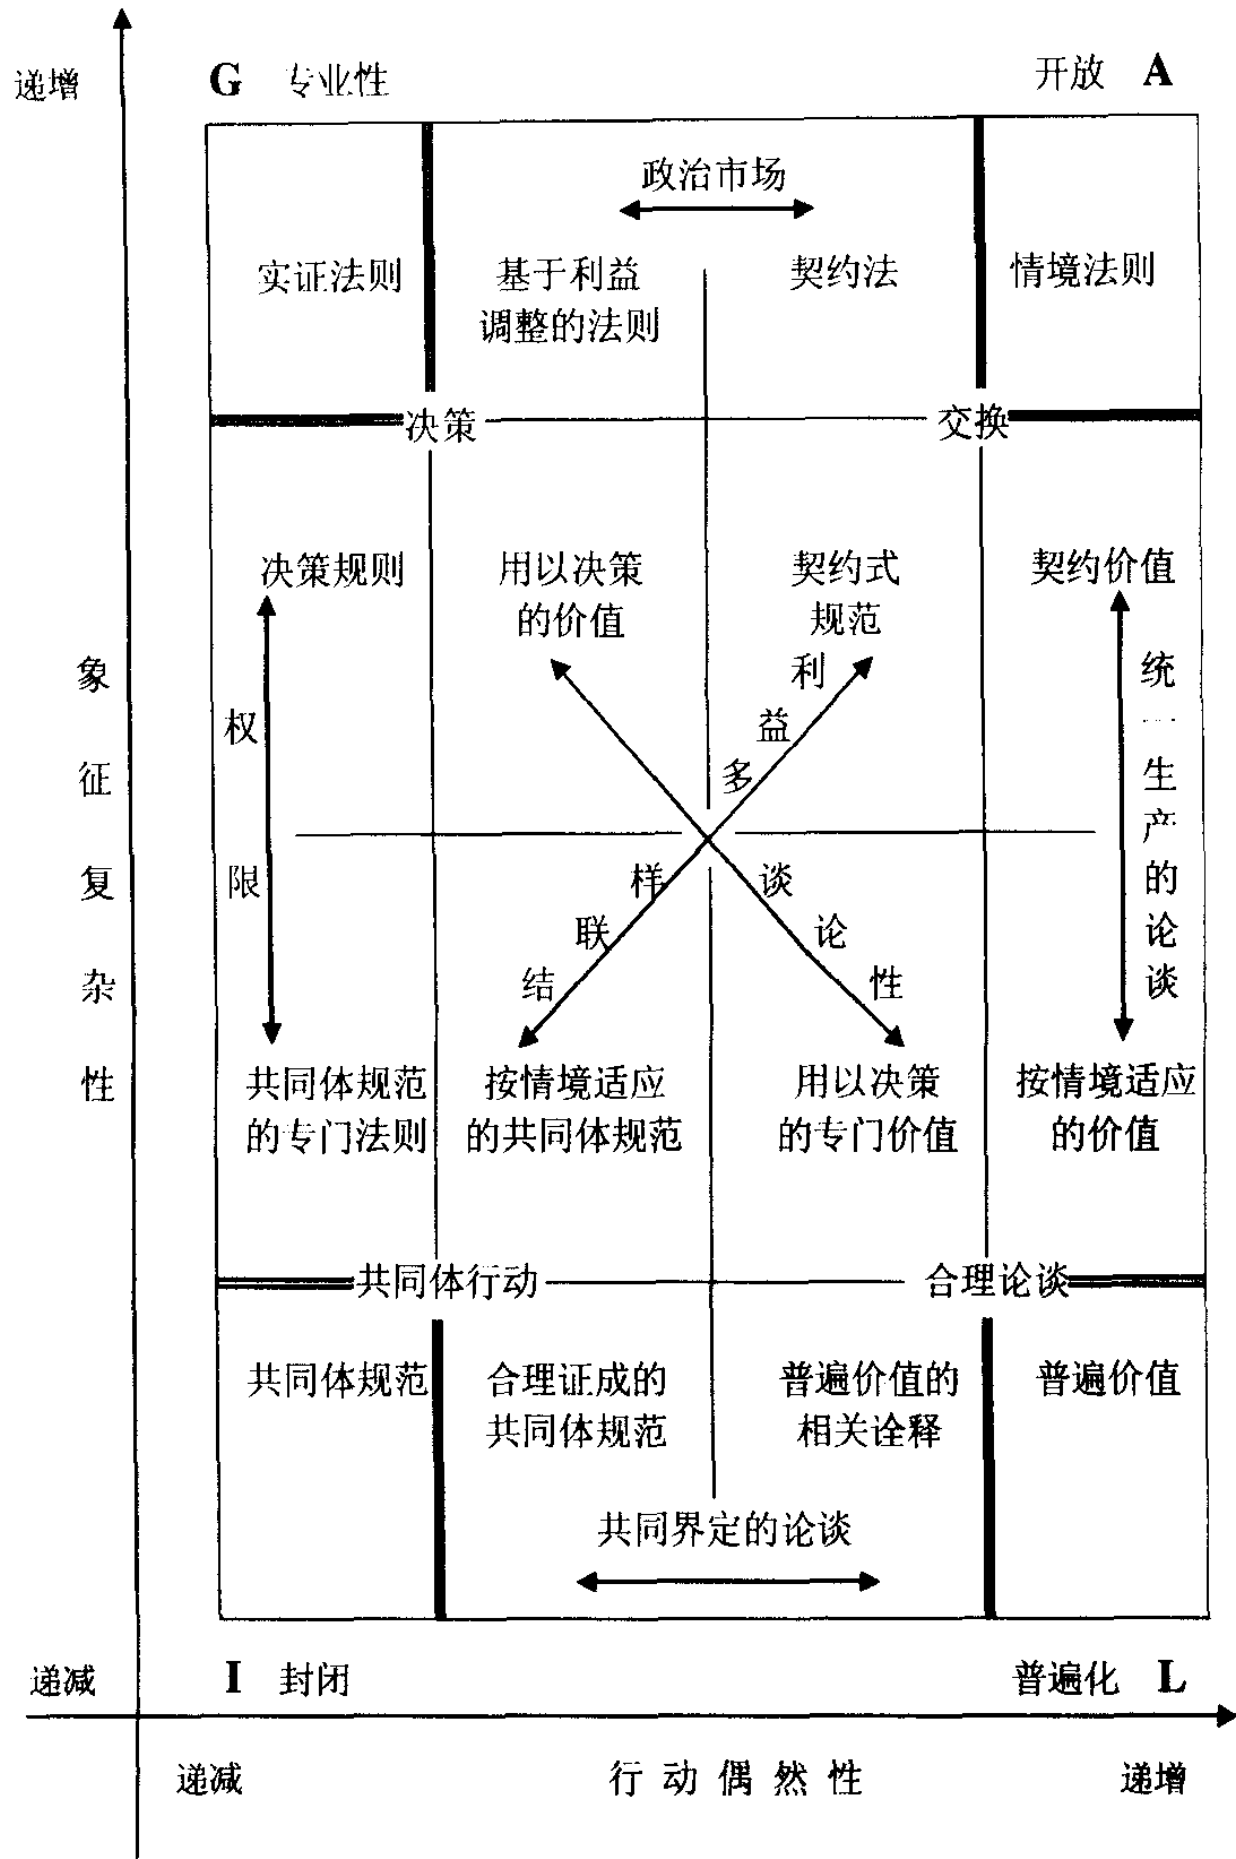 递增
G 专业性
开放 A
政治市场
实证法则
基于利益
调整的法则
契约法
情境法则
决策
交换
决策规则
用以决策
的价值
契约式
规范
契约价值
象征复杂性
权限
多益利
样联结
谈论性
统一生产的论谈
共同体规范
的专门法则
按情境适应
的共同体规范
用以决策
的专门价值
按情境适应
的价值
共同体行动
合理论谈
共同体规范
合理证成的
共同体规范
普遍价值的
相关诠释
普遍价值
共同界定的论谈
递减
I 封闭
普遍化 L
递减
行动偶然性
递增